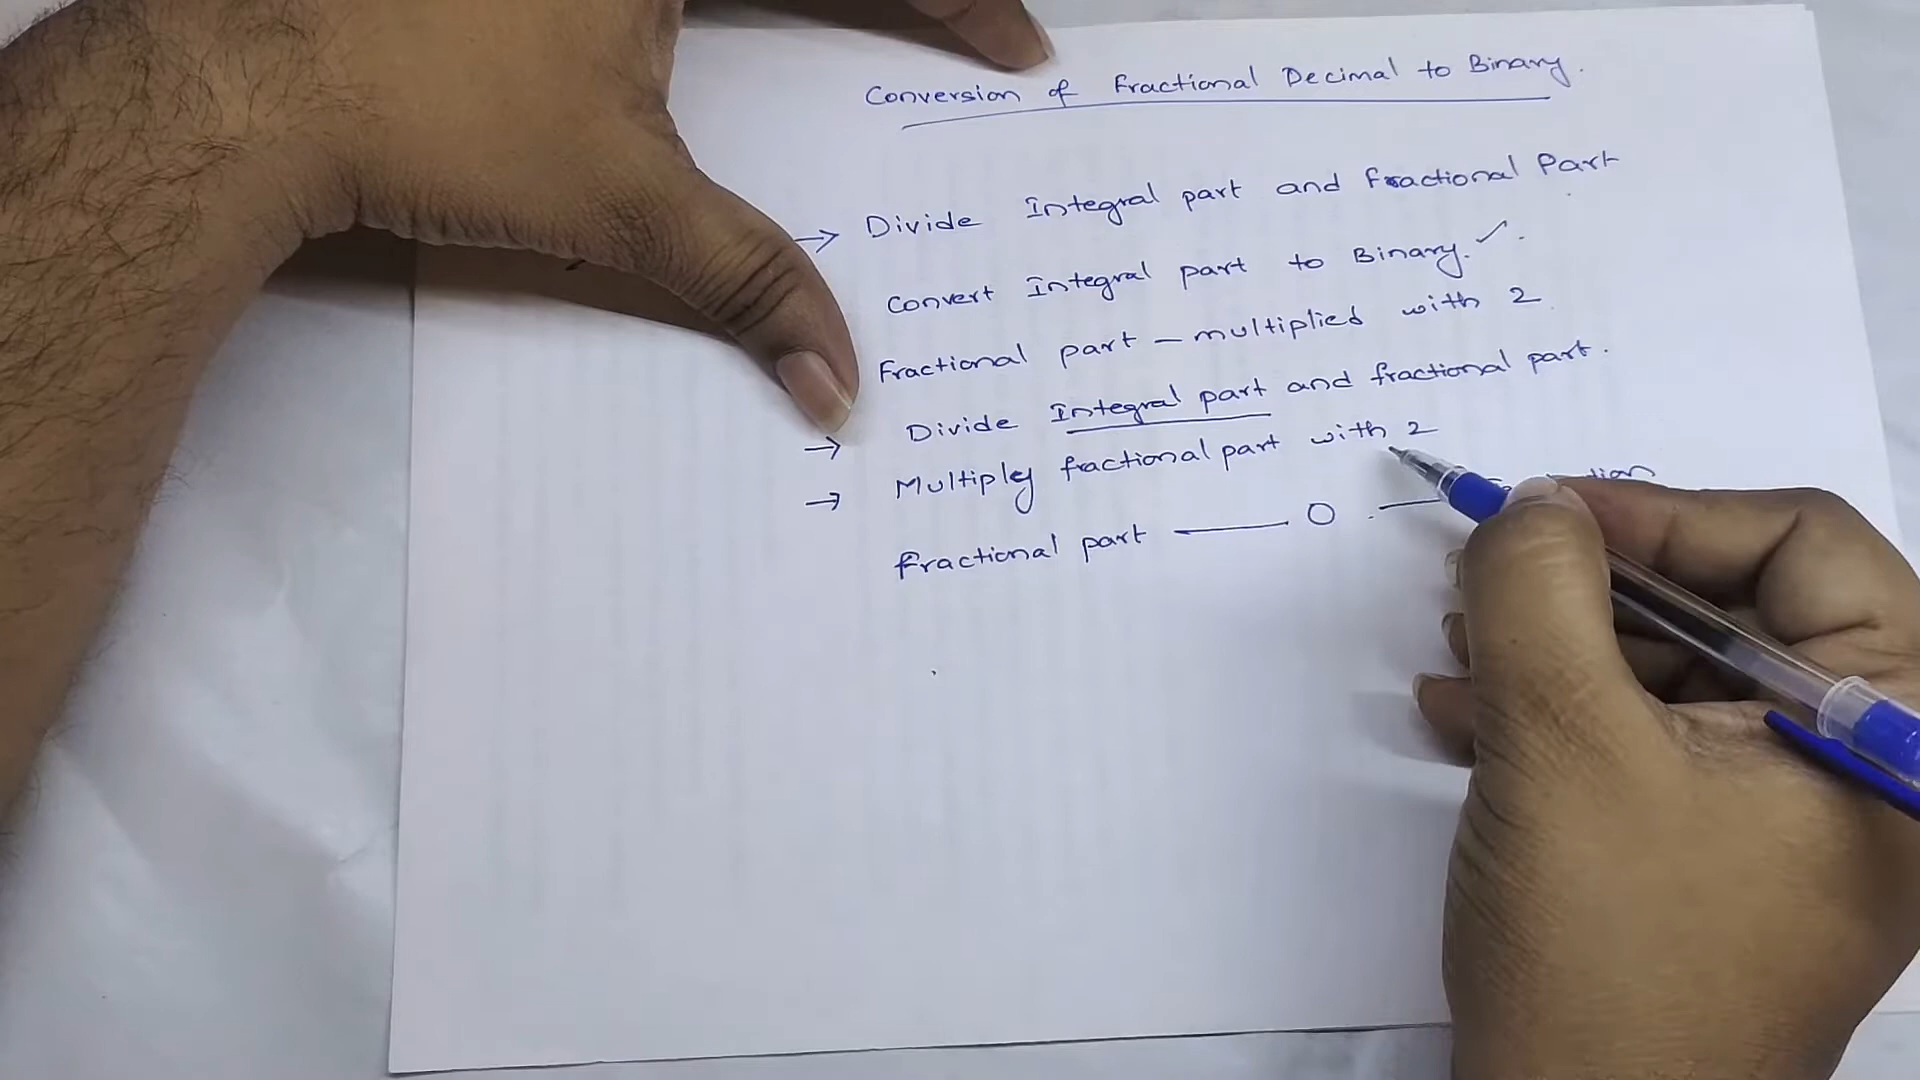 Conversion of Fractional Decimal to Binary.
→ Divide Integral part and Fractional Part
Convert Integral part to Binary. ✓.
Fractional part – multiplied with 2
→ Divide Integral part and fractional part.
→ Multiply fractional part with 2
Fractional part —— 0 . ——